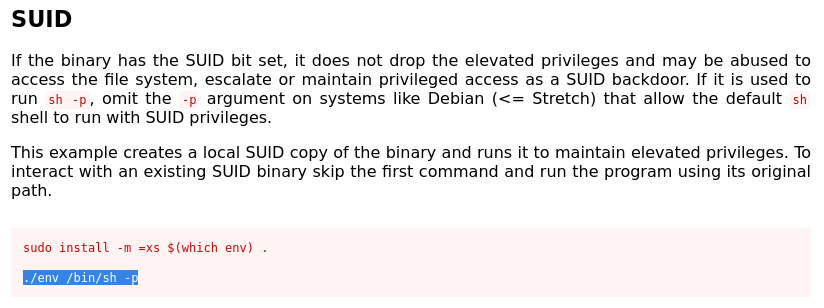 SUID
If the binary has the SUID bit set, it does not drop the elevated privileges and may be abused to
access the file system, escalate or maintain privileged access as a SUID backdoor. If it is used to
run sh -p, omit the -p argument on systems like Debian (<= Stretch) that allow the default sh
shell to run with SUID privileges.
This example creates a local SUID copy of the binary and runs it to maintain elevated privileges. To
interact with an existing SUID binary skip the first command and run the program using its original
path.
sudo install -m =xs $(which env) .
./env /bin/sh -p